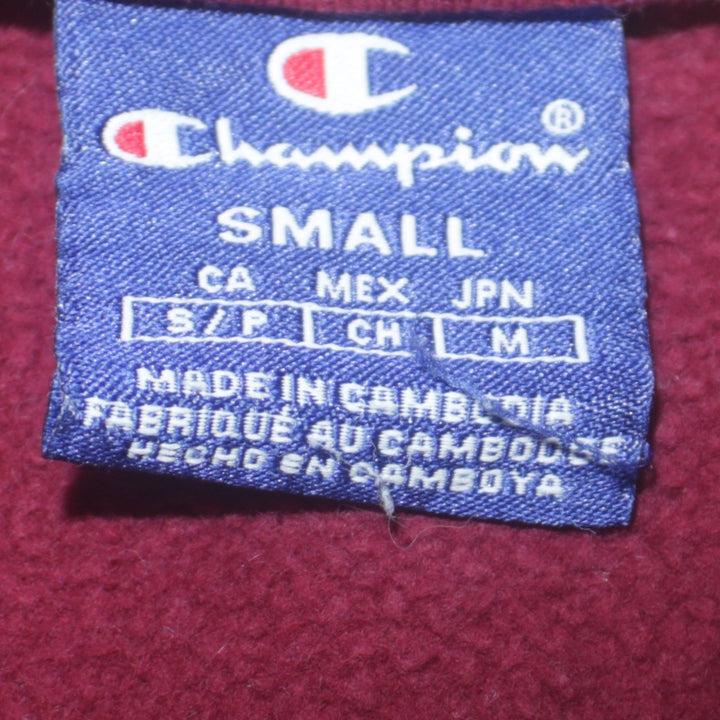 Champion®
SMALL
CA MEX JPN
S/P CH M
MADE IN CAMBODIA
FABRIQUÉ AU CAMBODGE
HECHO EN CAMBOYA